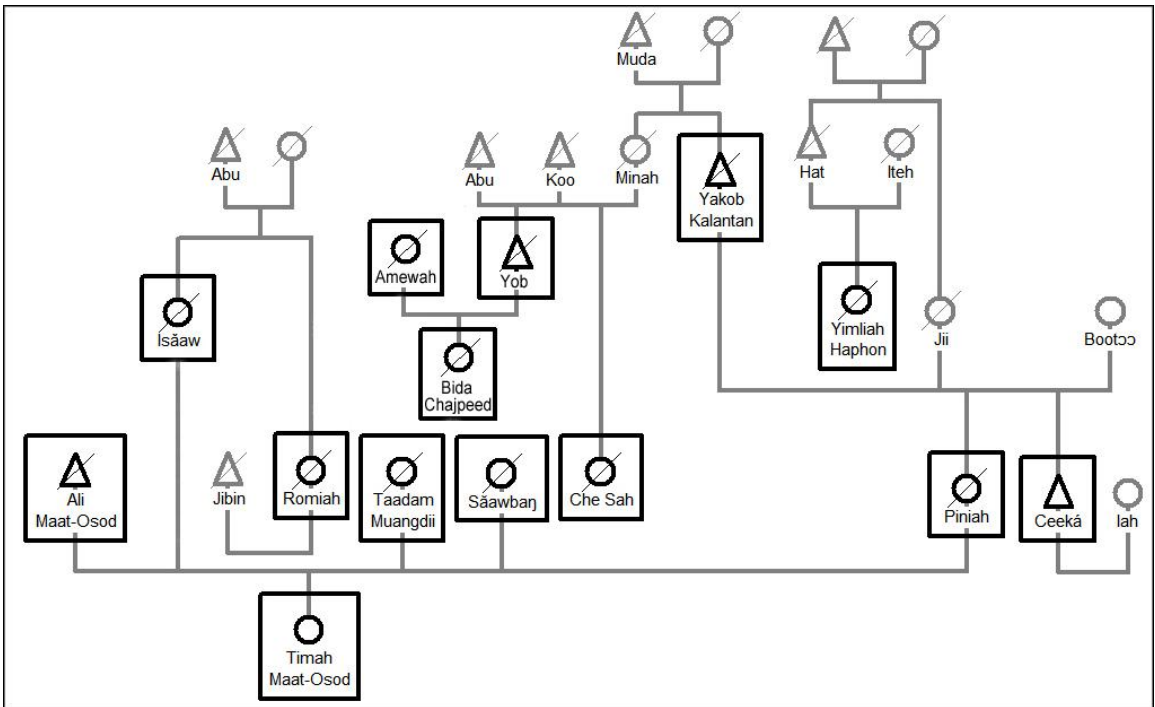 Muda
Abu
Abu
Koo
Minah
Hat
Iteh
Yakob
Kalantan
Amewah
Yob
Isăaw
Yimliah
Haphon
Jii
Bootɔɔ
Bida
Chajpeed
Ali
Maat-Osod
Jibin
Romiah
Taadam
Muangdii
Săawbaŋ
Che Sah
Piniah
Ceeká
Iah
Timah
Maat-Osod